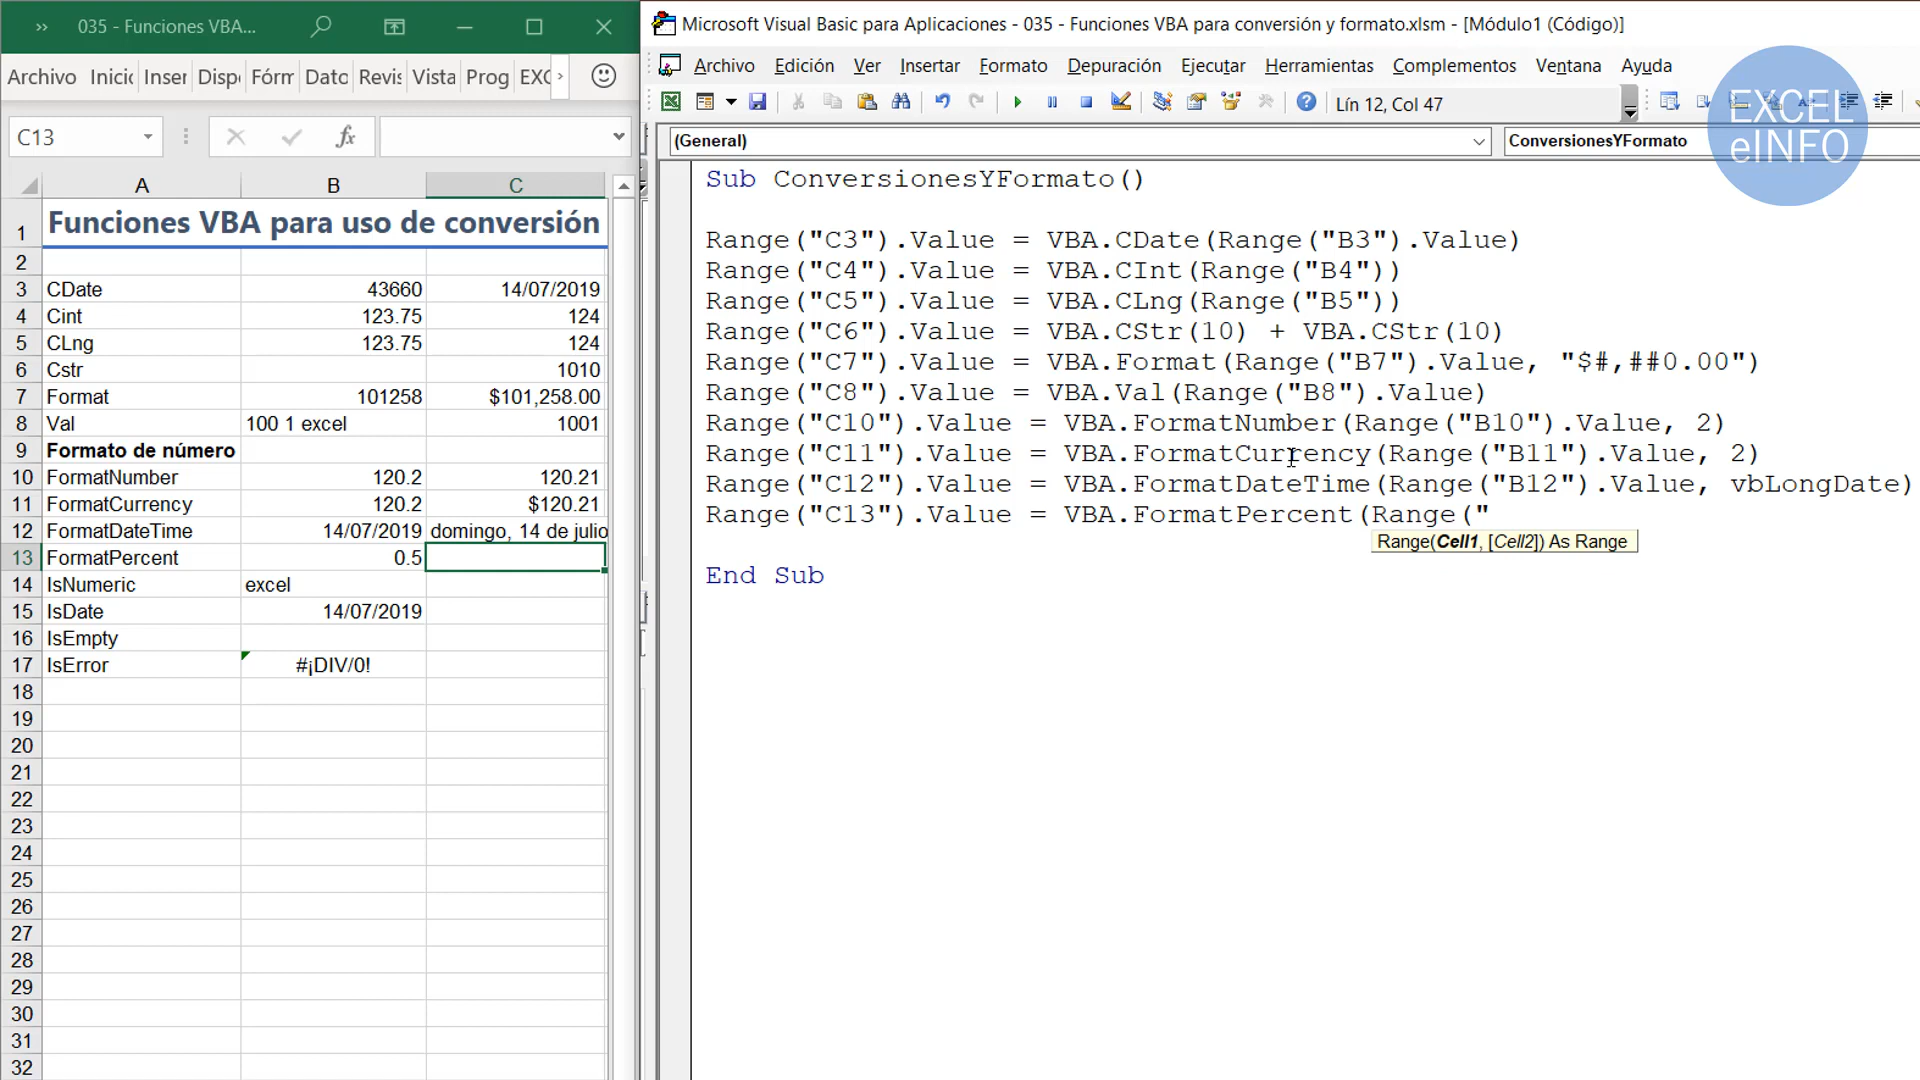 035 - Funciones VBA...
Archivo Inicic Inser Dispo Fórm Dato Revis Vista Prog EXC
C13
fx
A B C
1 Funciones VBA para uso de conversión
2
3 CDate 43660 14/07/2019
4 Cint 123.75 124
5 CLng 123.75 124
6 Cstr 1010
7 Format 101258 $101,258.00
8 Val 100 1 excel 1001
9 Formato de número
10 FormatNumber 120.2 120.21
11 FormatCurrency 120.2 $120.21
12 FormatDateTime 14/07/2019 domingo, 14 de julio
13 FormatPercent 0.5
14 IsNumeric excel
15 IsDate 14/07/2019
16 IsEmpty
17 IsError #¡DIV/0!
18
19
20
21
22
23
24
25
26
27
28
29
30
31
32
Microsoft Visual Basic para Aplicaciones - 035 - Funciones VBA para conversión y formato.xlsm - [Módulo1 (Código)]
Archivo Edición Ver Insertar Formato Depuración Ejecutar Herramientas Complementos Ventana Ayuda
Lín 12, Col 47
(General) ConversionesYFormato
EXCEL
eINFO
Sub ConversionesYFormato()
Range("C3").Value = VBA.CDate(Range("B3").Value)
Range("C4").Value = VBA.CInt(Range("B4"))
Range("C5").Value = VBA.CLng(Range("B5"))
Range("C6").Value = VBA.CStr(10) + VBA.CStr(10)
Range("C7").Value = VBA.Format(Range("B7").Value, "$#,##0.00")
Range("C8").Value = VBA.Val(Range("B8").Value)
Range("C10").Value = VBA.FormatNumber(Range("B10").Value, 2)
Range("C11").Value = VBA.FormatCurrency(Range("B11").Value, 2)
Range("C12").Value = VBA.FormatDateTime(Range("B12").Value, vbLongDate)
Range("C13").Value = VBA.FormatPercent(Range("
Range(Cell1, [Cell2]) As Range
End Sub